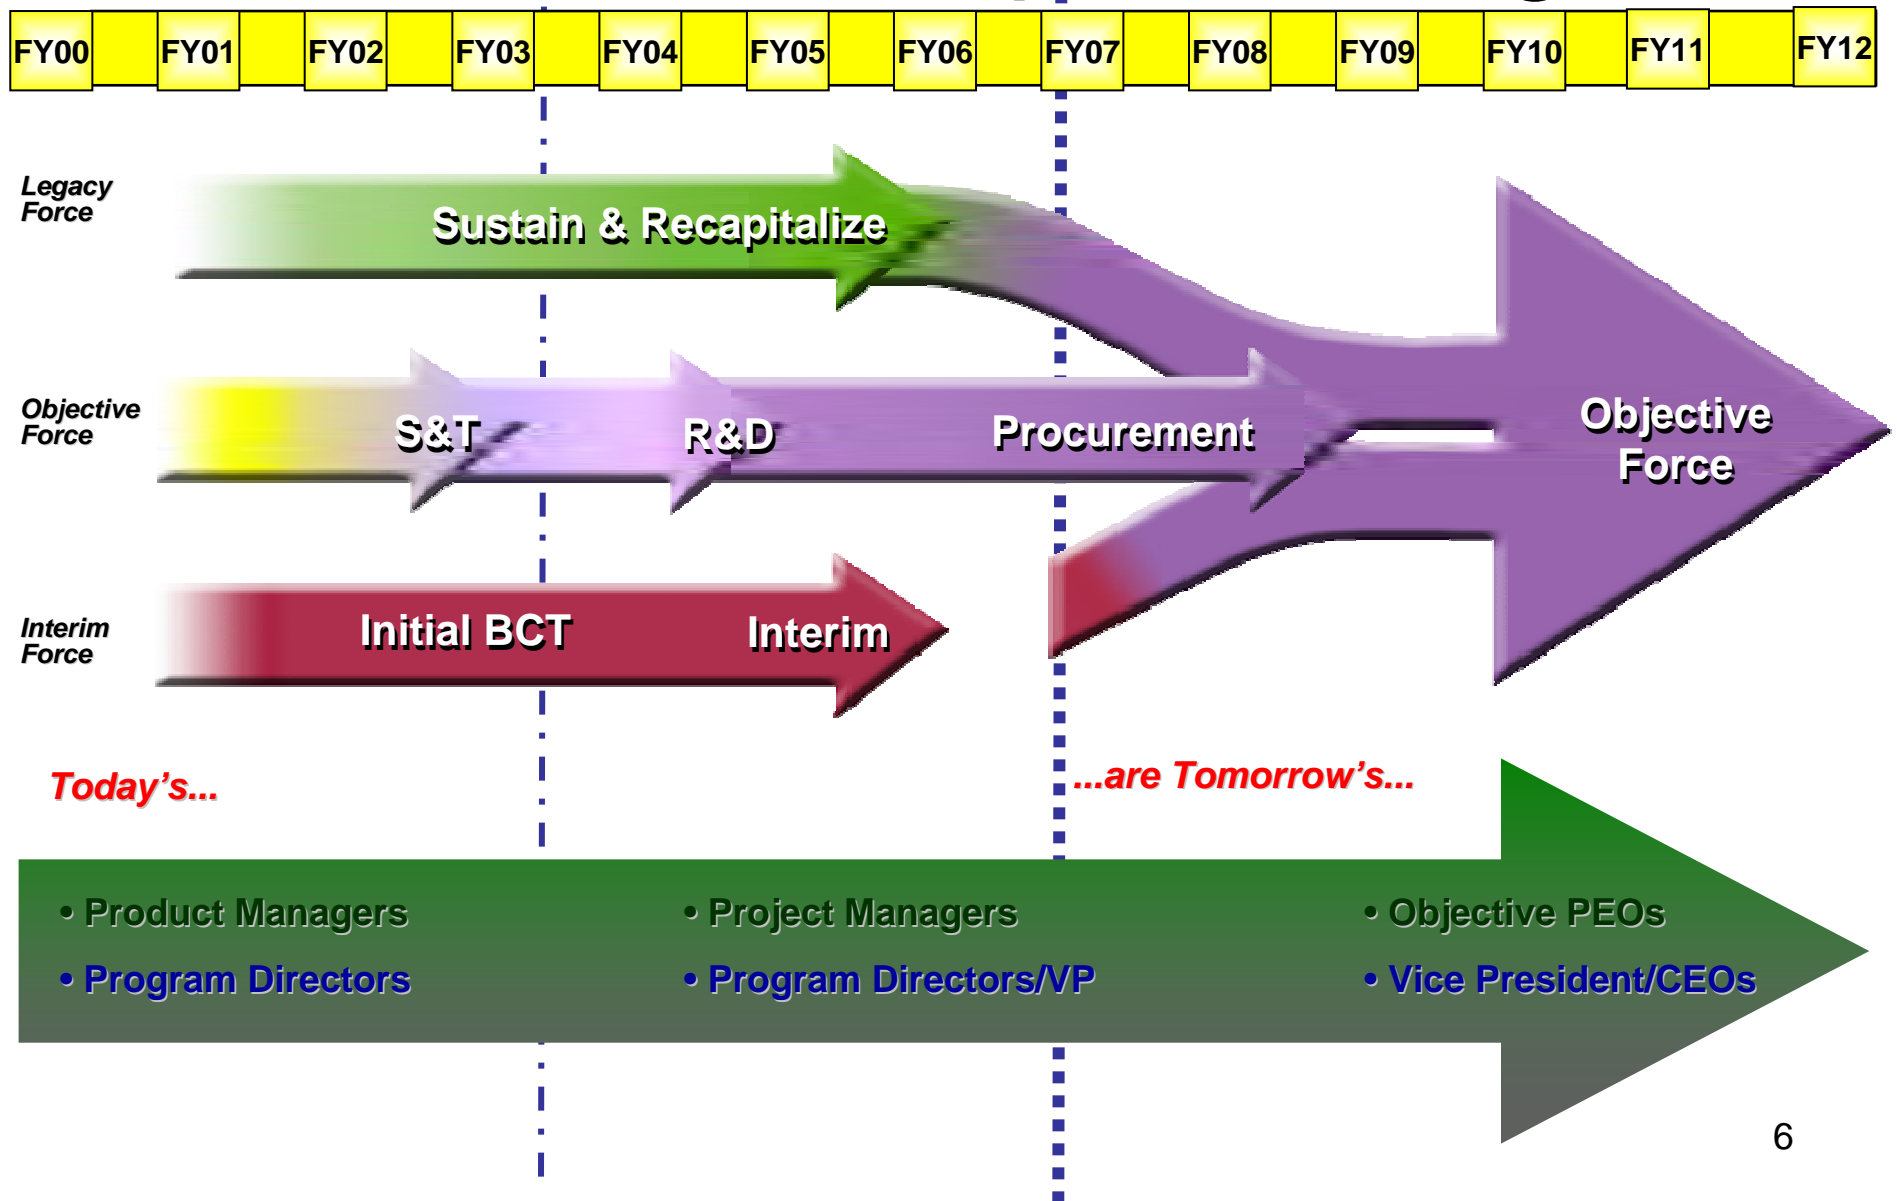 FY00 FY01 FY02 FY03 FY04 FY05 FY06 FY07 FY08 FY09 FY10 FY11 FY12
Legacy
Force
Sustain & Recapitalize
Objective
Force
S&T
R&D
Procurement
Objective
Force
Interim
Force
Initial BCT
Interim
Today's...
...are Tomorrow's...
• Product Managers
• Project Managers
• Objective PEOs
• Program Directors
• Program Directors/VP
• Vice President/CEOs
6